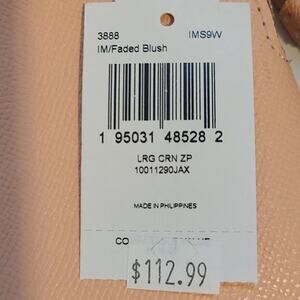 3888 IMS9W
IM/Faded Blush
1 95031 48528 2
LRG CRN ZP
10011290JAX
MADE IN PHILIPPINES
$112.99